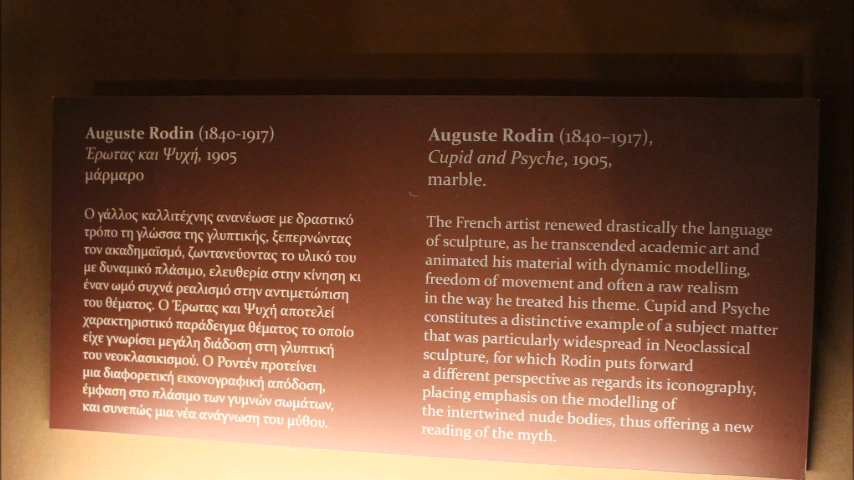 Auguste Rodin (1840-1917)
Έρωτας και Ψυχή, 1905
μάρμαρο
Ο γάλλος καλλιτέχνης ανανέωσε με δραστικό
τρόπο τη γλώσσα της γλυπτικής, ξεπερνώντας
τον ακαδημαϊσμό, ζωντανεύοντας το υλικό του
με δυναμικό πλάσιμο, ελευθερία στην κίνηση κι
έναν ωμό συχνά ρεαλισμό στην αντιμετώπιση
του θέματος. Ο Έρωτας και Ψυχή αποτελεί
χαρακτηριστικό παράδειγμα θέματος το οποίο
είχε γνωρίσει μεγάλη διάδοση στη γλυπτική
του νεοκλασικισμού. Ο Ροντέν προτείνει
μια διαφορετική εικονογραφική απόδοση,
έμφαση στο πλάσιμο των γυμνών σωμάτων,
και συνεπώς μια νέα ανάγνωση του μύθου.
Auguste Rodin (1840–1917),
Cupid and Psyche, 1905,
marble.
The French artist renewed drastically the language
of sculpture, as he transcended academic art and
animated his material with dynamic modelling,
freedom of movement and often a raw realism
in the way he treated his theme. Cupid and Psyche
constitutes a distinctive example of a subject matter
that was particularly widespread in Neoclassical
sculpture, for which Rodin puts forward
a different perspective as regards its iconography,
placing emphasis on the modelling of
the intertwined nude bodies, thus offering a new
reading of the myth.